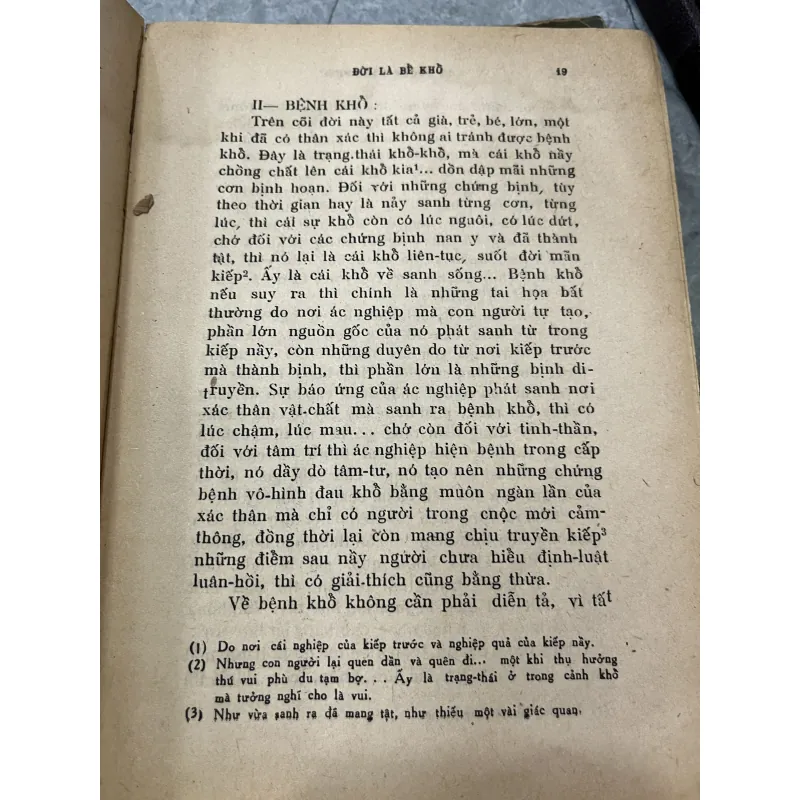 ĐỜI LÀ BỂ KHỔ 19
II— BỆNH KHỔ :
Trên cõi đời này tất cả già, trẻ, bé, lớn, một
khi đã có thân xác thì không ai tránh được bệnh
khổ. Đây là trạng.thái khổ-khổ, mà cái khổ nầy
chồng chất lên cái khổ kia¹... dồn dập mãi những
cơn bịnh hoạn. Đối với những chứng bịnh, tùy
theo thời gian hay là nẩy sanh từng cơn, từng
lúc, thì cái sự khổ còn có lúc nguôi, có lúc dứt,
chớ đối với các chứng bịnh nan y và đã thành
tật, thì nó lại là cái khổ liên-tục, suốt đời mãn
kiếp². Ấy là cái khổ về sanh sống... Bệnh khổ
nếu suy ra thì chính là những tai họa bất
thường do nơi ác nghiệp mà con người tự tạo,
phần lớn nguồn gốc của nó phát sanh từ trong
kiếp nầy, còn những duyên do từ nơi kiếp trước
mà thành bịnh, thì phần lớn là những bịnh di-
truyền. Sự báo ứng của ác nghiệp phát sanh nơi
xác thân vật-chất mà sanh ra bệnh khổ, thì có
lúc chậm, lúc mau... chớ còn đối với tinh-thần,
đối với tâm trí thì ác nghiệp hiện bệnh trong cấp
thời, nó dầy dò tâm-tư, nó tạo nên những chứng
bệnh vô-hình đau khổ bằng muôn ngàn lần của
xác thân mà chỉ có người trong cnộc mới cảm-
thông, đồng thời lại còn mang chịu truyền kiếp³
những điềm sau nầy người chưa hiểu định-luật
luân-hồi, thì có giải.thích cũng bằng thừa.
Về bệnh khổ không cần phải diễn tả, vì tất
(1) Do nơi cái nghiệp của kiếp trước và nghiệp quả của kiếp nầy.
(2) Nhưng con người lại quen dần và quên đi... một khi thụ hưởng
thú vui phù du tạm bợ... Ấy là trạng-thái ở trong cảnh khổ
mà tưởng nghĩ cho là vui.
(3) Như vừa sanh ra đã mang tật, như thiếu một vài giác quan.